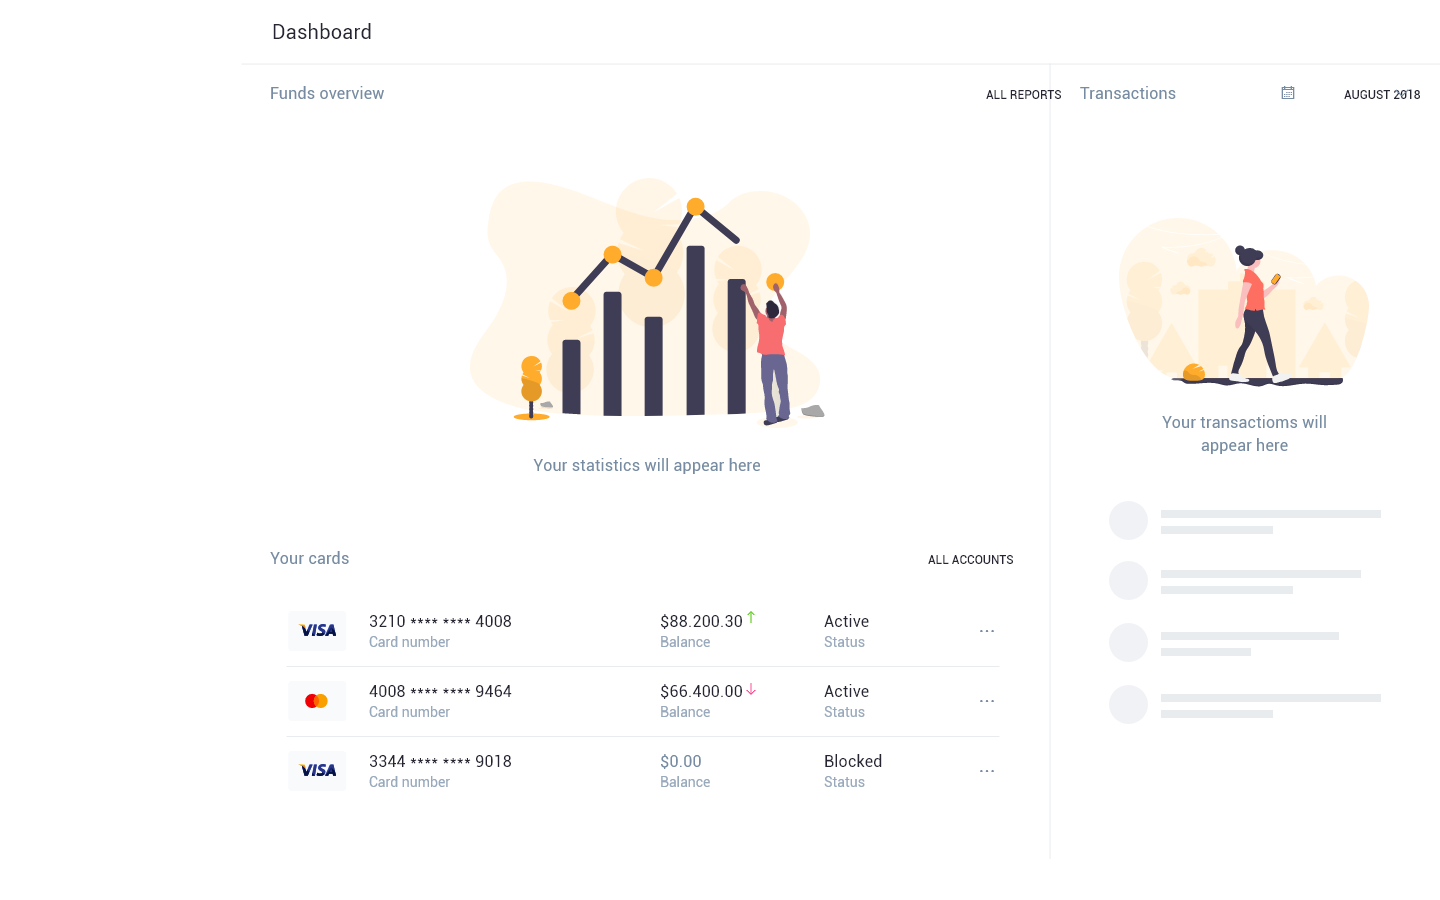 Dashboard
Funds overview
ALL REPORTS
Transactions
AUGUST 2018
Your statistics will appear here
Your transactioms will
appear here
Your cards
ALL ACCOUNTS
VISA
3210 **** **** 4008
Card number
$88.200.30
Balance
Active
Status
...
4008 **** **** 9464
Card number
$66.400.00
Balance
Active
Status
...
VISA
3344 **** **** 9018
Card number
$0.00
Balance
Blocked
Status
...